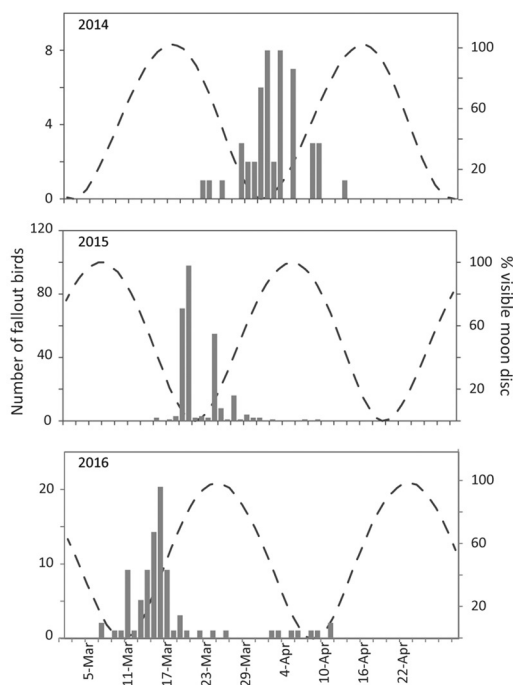 2014
8
4
0
100
60
20
2015
120
80
40
0
100
60
20
2016
20
10
0
100
60
20
Number of fallout birds
% visible moon disc
5-Mar
11-Mar
17-Mar
23-Mar
29-Mar
4-Apr
10-Apr
16-Apr
22-Apr